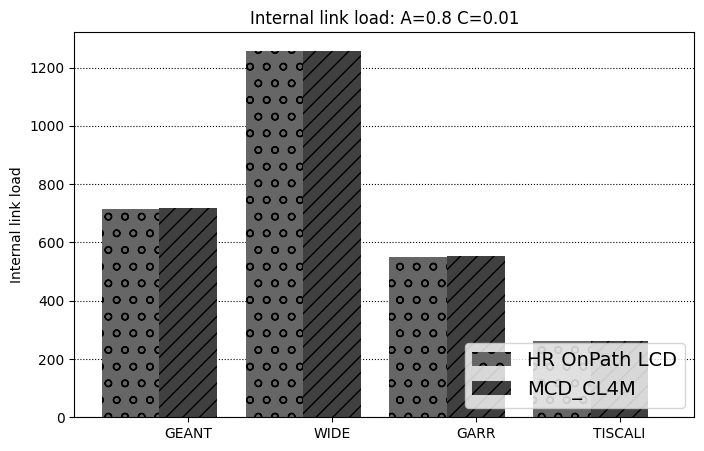 Internal link load: A=0.8 C=0.01
Internal link load
1200
1000
800
600
400
200
0
GEANT WIDE GARR TISCALI
HR OnPath LCD
MCD_CL4M